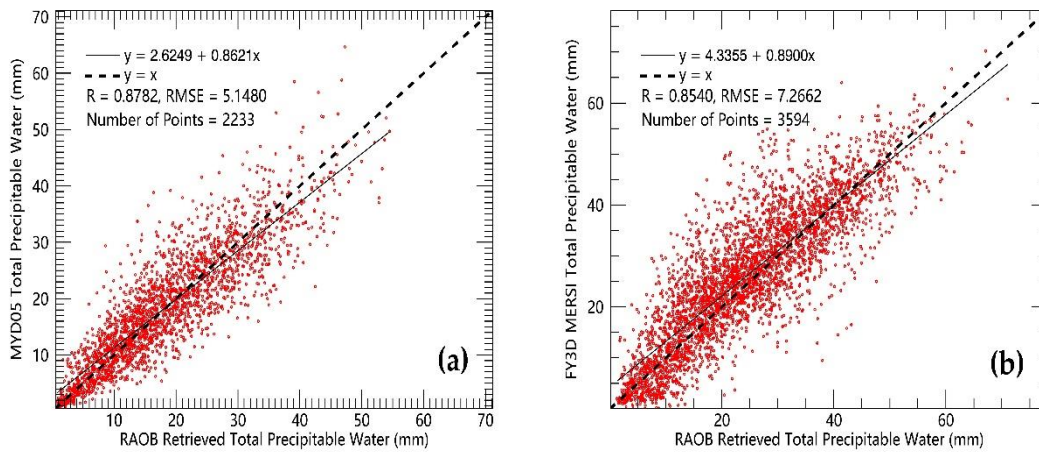 70
60
50
40
30
20
10
MYD05 Total Precipitable Water (mm)
y = 2.6249 + 0.8621x
y = x
R = 0.8782, RMSE = 5.1480
Number of Points = 2233
(a)
10 20 30 40 50 60 70
RAOB Retrieved Total Precipitable Water (mm)
60
40
20
FY3D MERSI Total Precipitable Water (mm)
y = 4.3355 + 0.8900x
y = x
R = 0.8540, RMSE = 7.2662
Number of Points = 3594
(b)
20 40 60
RAOB Retrieved Total Precipitable Water (mm)